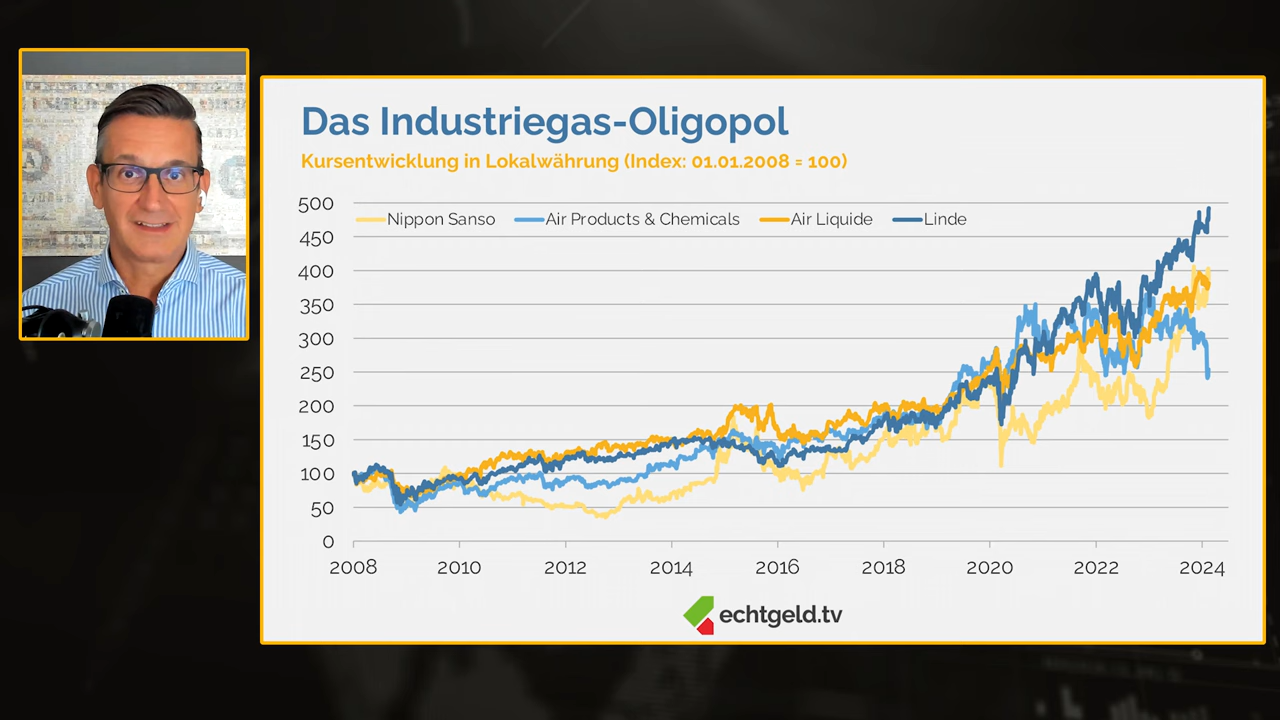 Das Industriegas-Oligopol
Kursentwicklung in Lokalwährung (Index: 01.01.2008 = 100)
Nippon Sanso Air Products & Chemicals Air Liquide Linde
500
450
400
350
300
250
200
150
100
50
0
2008 2010 2012 2014 2016 2018 2020 2022 2024
echtgeld.tv